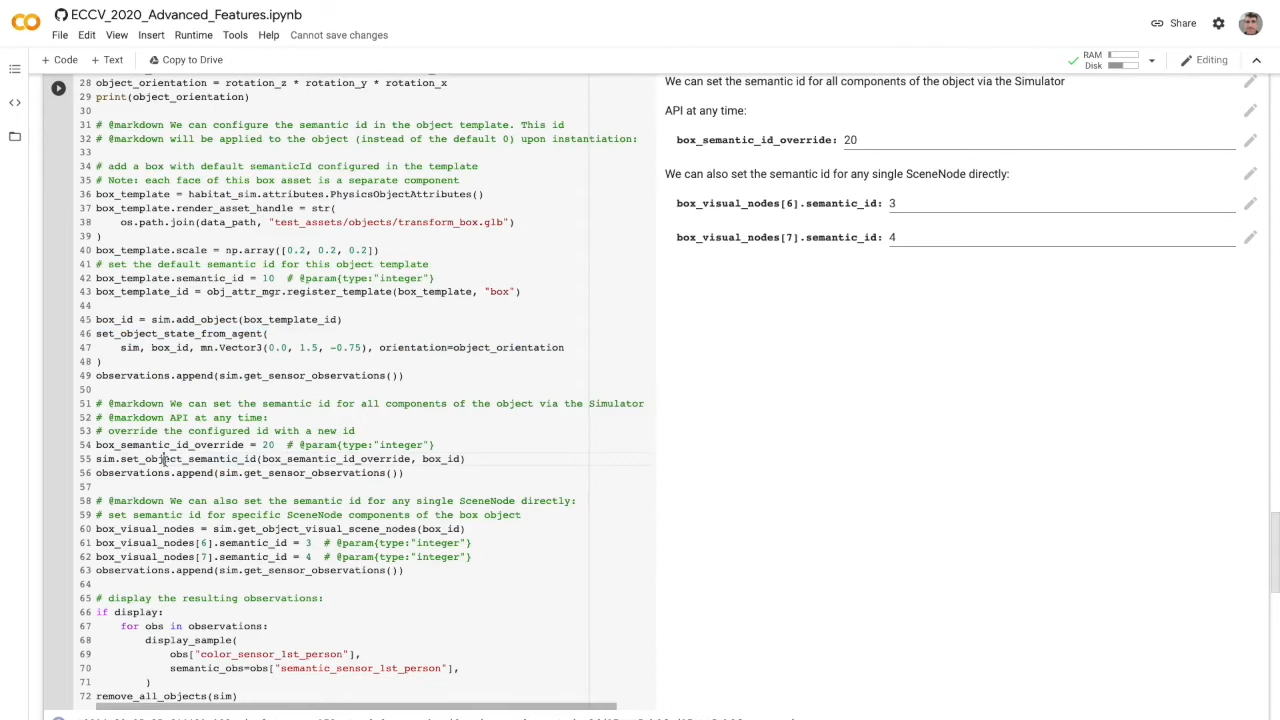 ECCV_2020_Advanced_Features.ipynb
File Edit View Insert Runtime Tools Help Cannot save changes
Share
+ Code + Text Copy to Drive
RAM
Disk
Editing
28 object_orientation = rotation_z * rotation_y * rotation_x
29 print(object_orientation)
30
31 # @markdown We can configure the semantic id in the object template. This id
32 # @markdown will be applied to the object (instead of the default 0) upon instantiation:
33
34 # add a box with default semanticId configured in the template
35 # Note: each face of this box asset is a separate component
36 box_template = habitat_sim.attributes.PhysicsObjectAttributes()
37 box_template.render_asset_handle = str(
38 os.path.join(data_path, "test_assets/objects/transform_box.glb")
39 )
40 box_template.scale = np.array([0.2, 0.2, 0.2])
41 # set the default semantic id for this object template
42 box_template.semantic_id = 10 # @param{type:"integer"}
43 box_template_id = obj_attr_mgr.register_template(box_template, "box")
44
45 box_id = sim.add_object(box_template_id)
46 set_object_state_from_agent(
47 sim, box_id, mn.Vector3(0.0, 1.5, -0.75), orientation=object_orientation
48 )
49 observations.append(sim.get_sensor_observations())
50
51 # @markdown We can set the semantic id for all components of the object via the Simulator
52 # @markdown API at any time:
53 # override the configured id with a new id
54 box_semantic_id_override = 20 # @param{type:"integer"}
55 sim.set_object_semantic_id(box_semantic_id_override, box_id)
56 observations.append(sim.get_sensor_observations())
57
58 # @markdown We can also set the semantic id for any single SceneNode directly:
59 # set semantic id for specific SceneNode components of the box object
60 box_visual_nodes = sim.get_object_visual_scene_nodes(box_id)
61 box_visual_nodes[6].semantic_id = 3 # @param{type:"integer"}
62 box_visual_nodes[7].semantic_id = 4 # @param{type:"integer"}
63 observations.append(sim.get_sensor_observations())
64
65 # display the resulting observations:
66 if display:
67 for obs in observations:
68 display_sample(
69 obs["color_sensor_1st_person"],
70 semantic_obs=obs["semantic_sensor_1st_person"],
71 )
72 remove_all_objects(sim)
We can set the semantic id for all components of the object via the Simulator
API at any time:
box_semantic_id_override: 20
We can also set the semantic id for any single SceneNode directly:
box_visual_nodes[6].semantic_id: 3
box_visual_nodes[7].semantic_id: 4